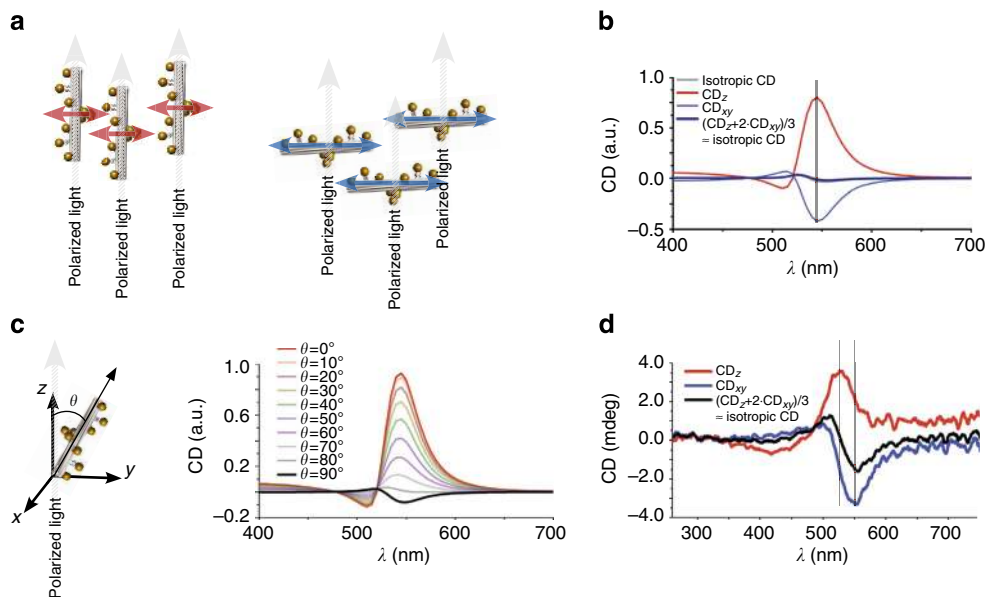 a
Polarized light
Polarized light
Polarized light
Polarized light
Polarized light
Polarized light
b
1.0
0.5
0.0
−0.5
CD (a.u.)
Isotropic CD
CDz
CDxy
(CDz+2·CDxy)/3
= isotropic CD
400
500
600
700
λ (nm)
c
z
θ
y
x
Polarized light
1.0
0.6
0.2
−0.2
CD (a.u.)
θ=0°
θ=10°
θ=20°
θ=30°
θ=40°
θ=50°
θ=60°
θ=70°
θ=80°
θ=90°
400
500
600
700
λ (nm)
d
4.0
2.0
0.0
−2.0
−4.0
CD (mdeg)
CDz
CDxy
(CDz+2·CDxy)/3
= isotropic CD
300
400
500
600
700
λ (nm)